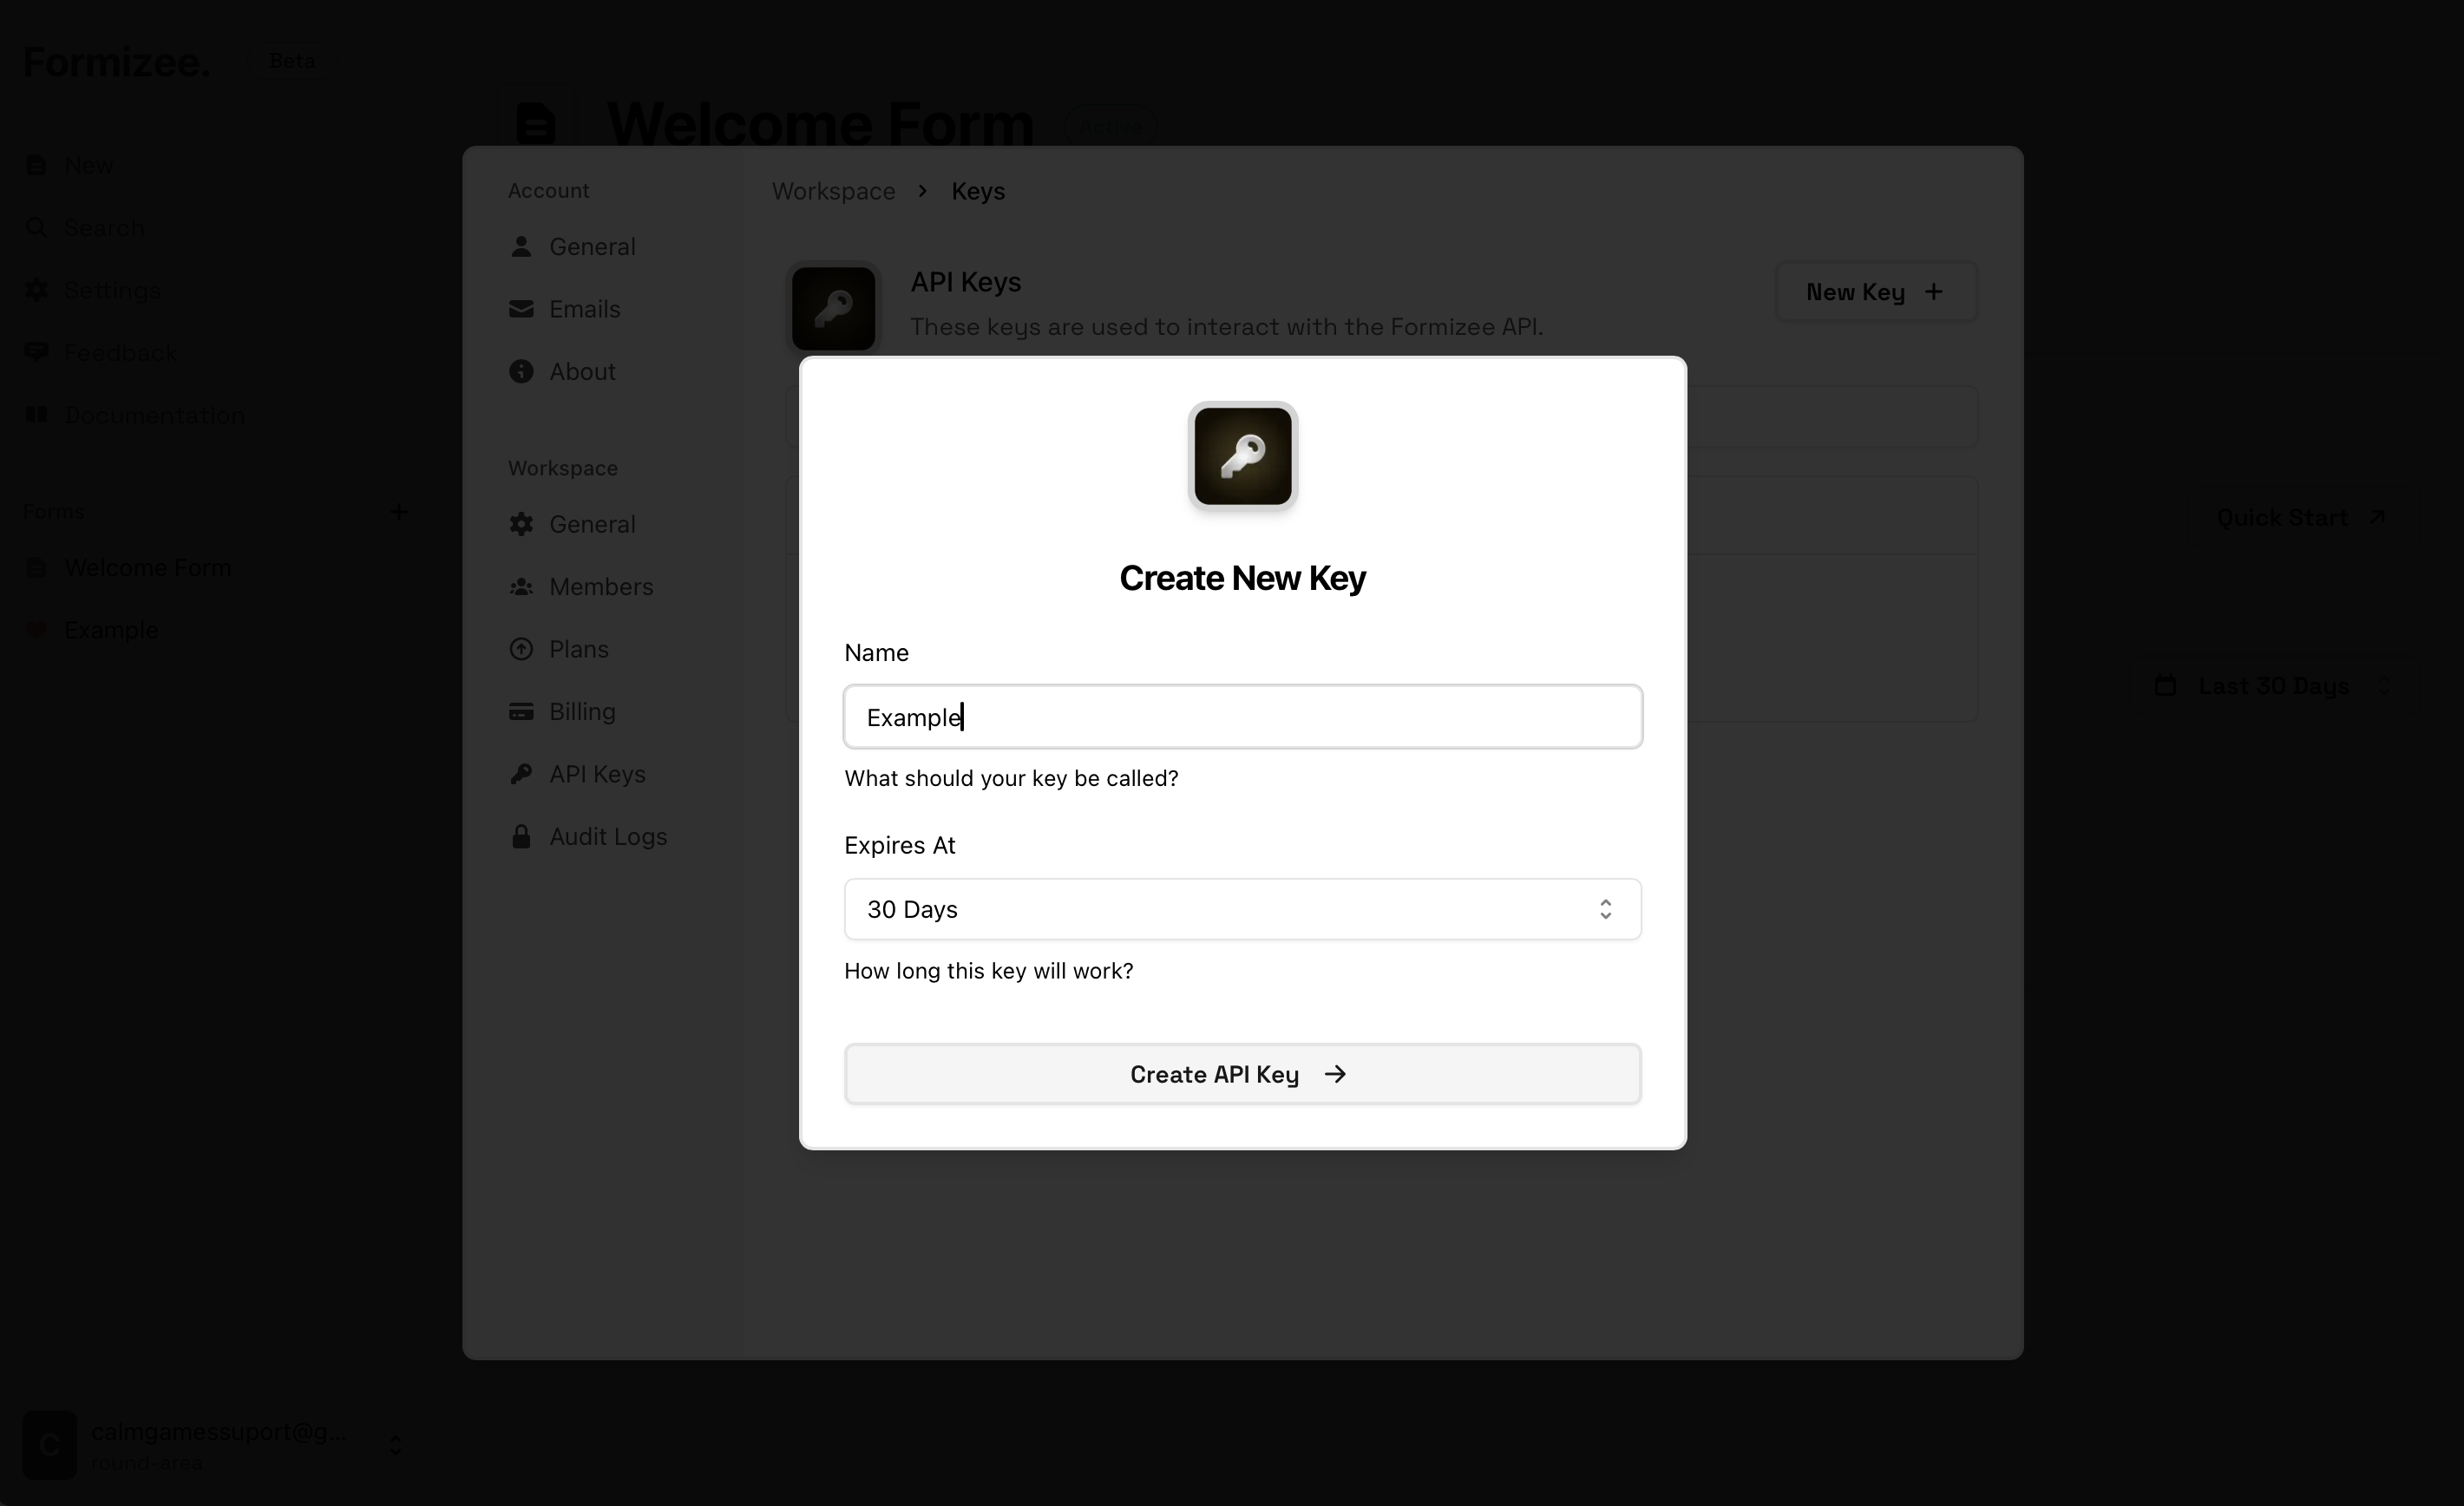 Formizee.
Beta
New
Search
Settings
Feedback
Documentation
Forms
Welcome Form
Example
calmgamessuport@g...
C
round-area
Welcome Form
Active
Quick Start
Last 30 Days
Account
General
Emails
About
Workspace
General
Members
Plans
Billing
API Keys
Audit Logs
Workspace > Keys
API Keys
These keys are used to interact with the Formizee API.
New Key +
Create New Key
Name
Example
What should your key be called?
Expires At
30 Days
How long this key will work?
Create API Key